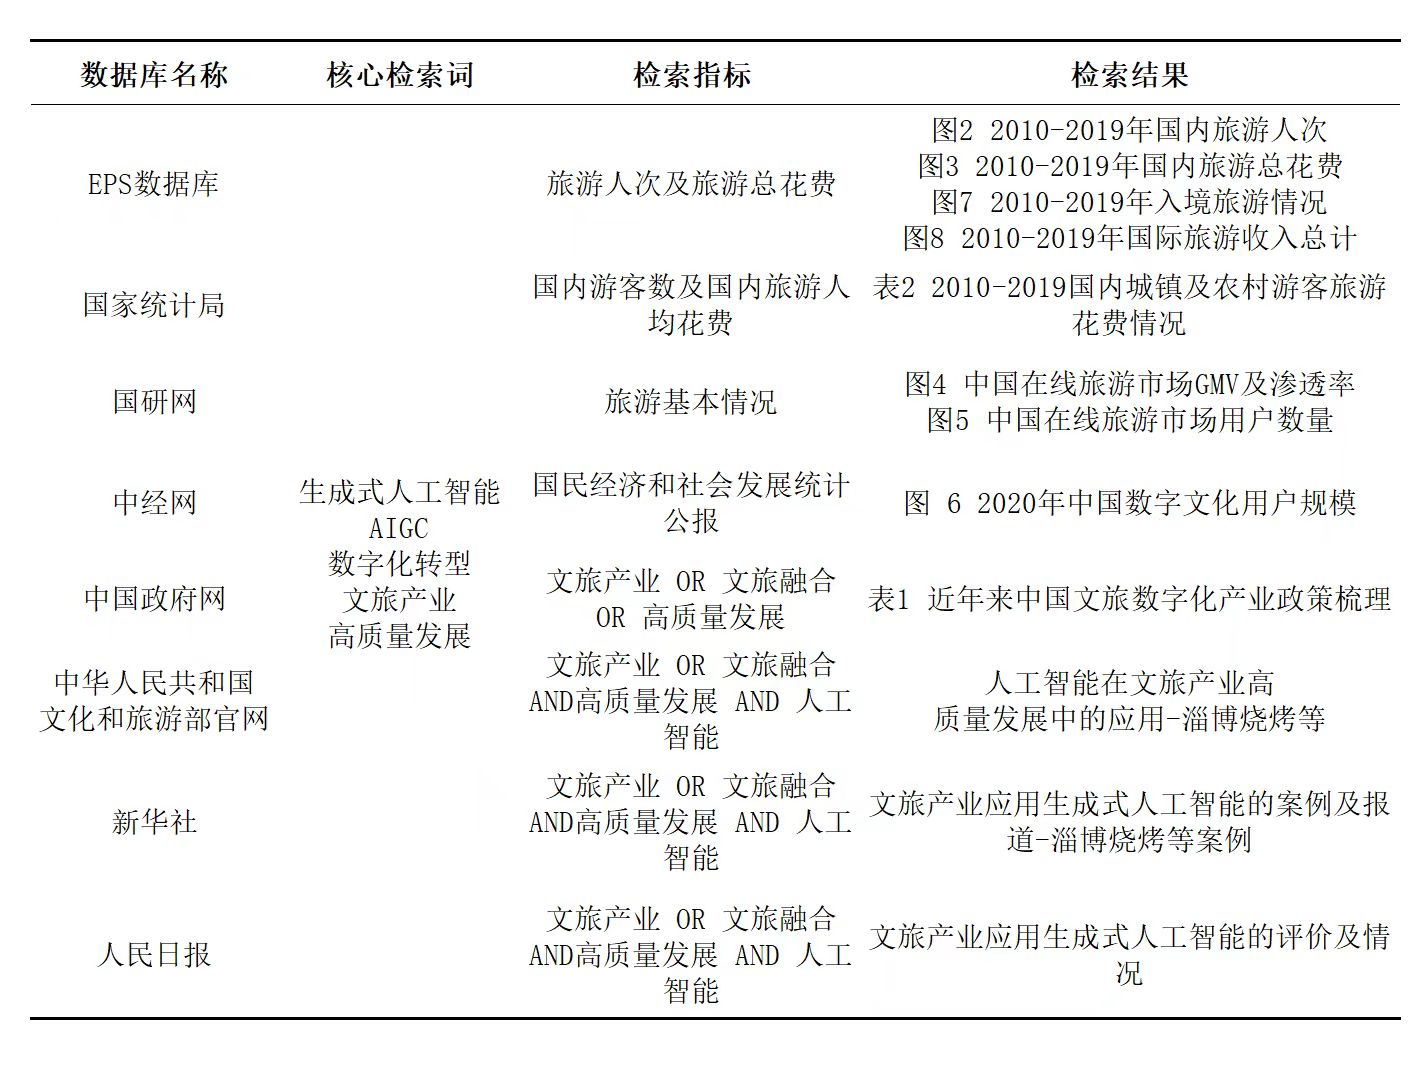 数据库名称 核心检索词 检索指标 检索结果
EPS数据库
旅游人次及旅游总花费
图2 2010-2019年国内旅游人次
图3 2010-2019年国内旅游总花费
图7 2010-2019年入境旅游情况
图8 2010-2019年国际旅游收入总计
国家统计局
国内游客数及国内旅游人
均花费
表2 2010-2019国内城镇及农村游客旅游
花费情况
国研网
旅游基本情况
图4 中国在线旅游市场GMV及渗透率
图5 中国在线旅游市场用户数量
中经网
生成式人工智能
AIGC
数字化转型
文旅产业
高质量发展
国民经济和社会发展统计
公报
图 6 2020年中国数字文化用户规模
中国政府网
文旅产业 OR 文旅融合
OR 高质量发展
表1 近年来中国文旅数字化产业政策梳理
中华人民共和国
文化和旅游部官网
文旅产业 OR 文旅融合
AND高质量发展 AND 人工
智能
人工智能在文旅产业高
质量发展中的应用-淄博烧烤等
新华社
文旅产业 OR 文旅融合
AND高质量发展 AND 人工
智能
文旅产业应用生成式人工智能的案例及报
道-淄博烧烤等案例
人民日报
文旅产业 OR 文旅融合
AND高质量发展 AND 人工
智能
文旅产业应用生成式人工智能的评价及情
况